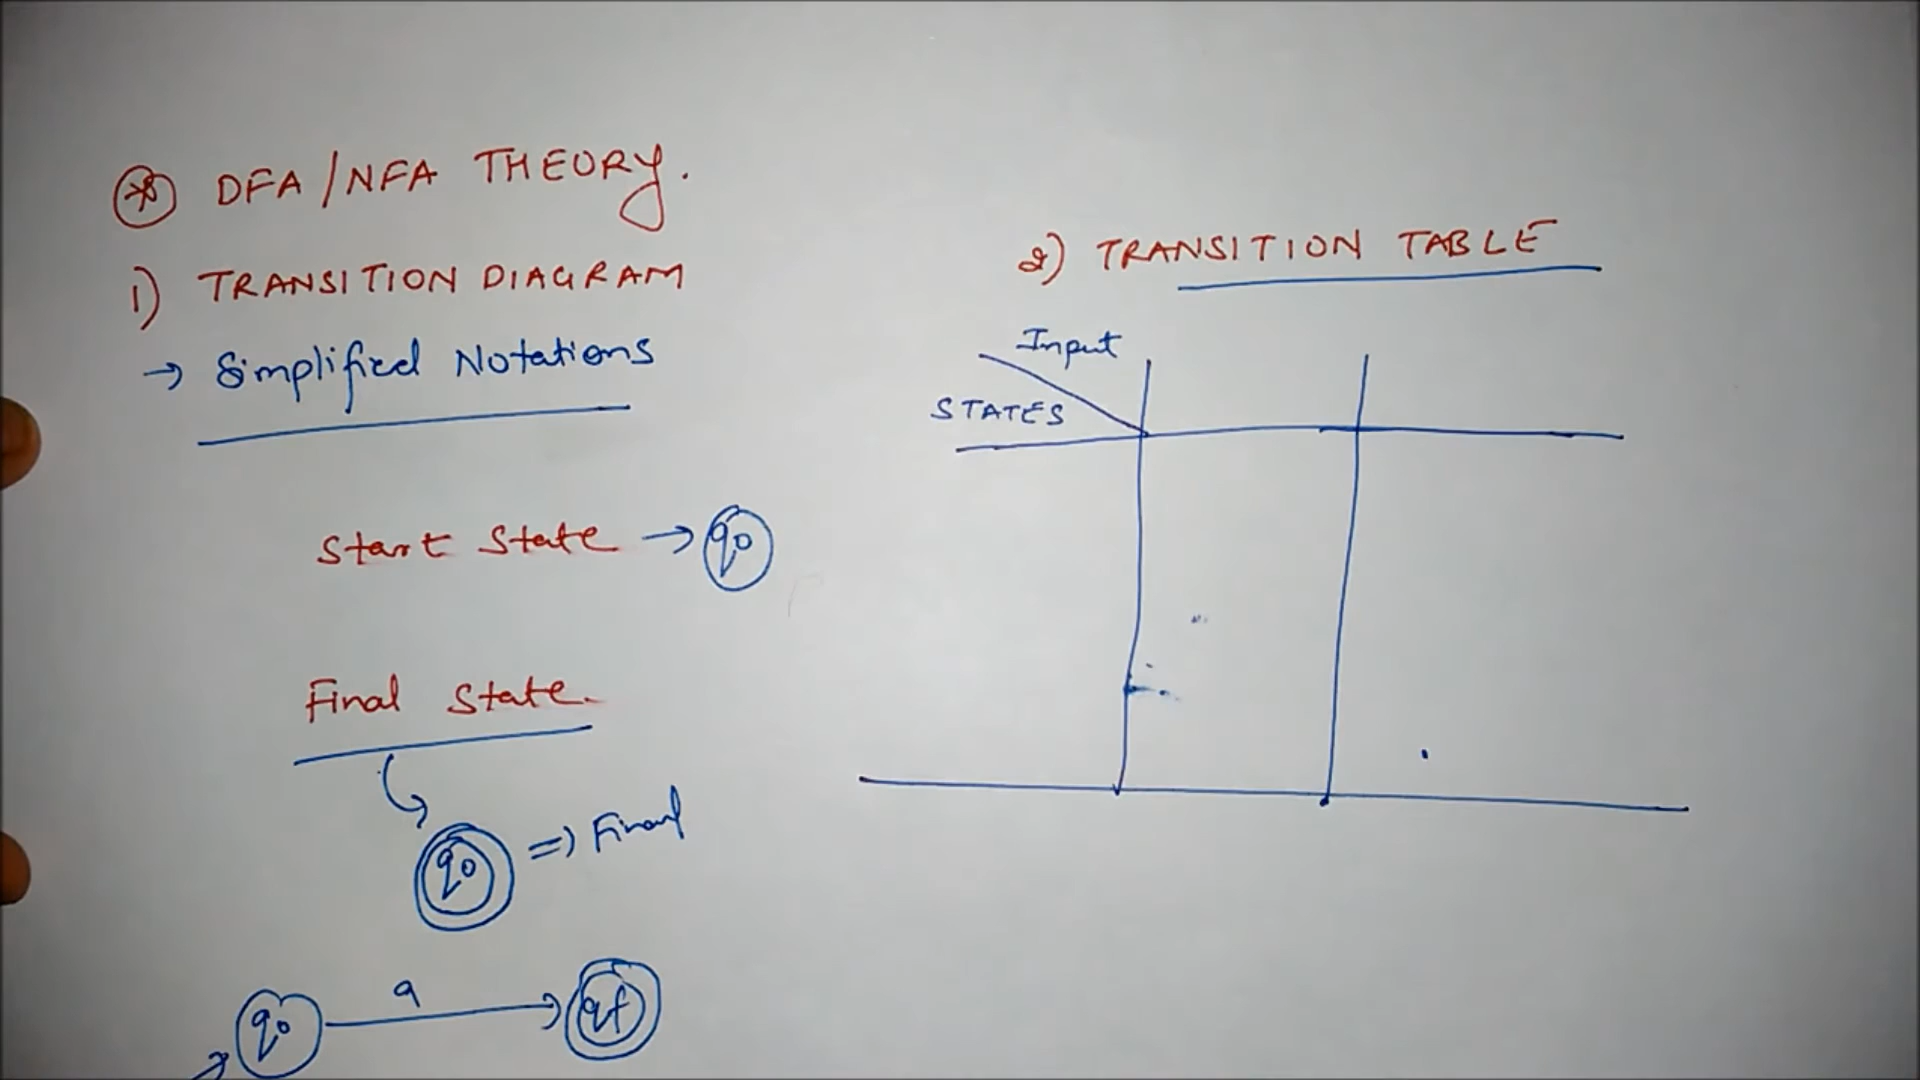 * DFA/NFA THEORY.
1) TRANSITION DIAGRAM
→ Simplified Notations
Start State → q0
Final State.
q0 => Final
q0 a qf
2) TRANSITION TABLE
Input
STATES